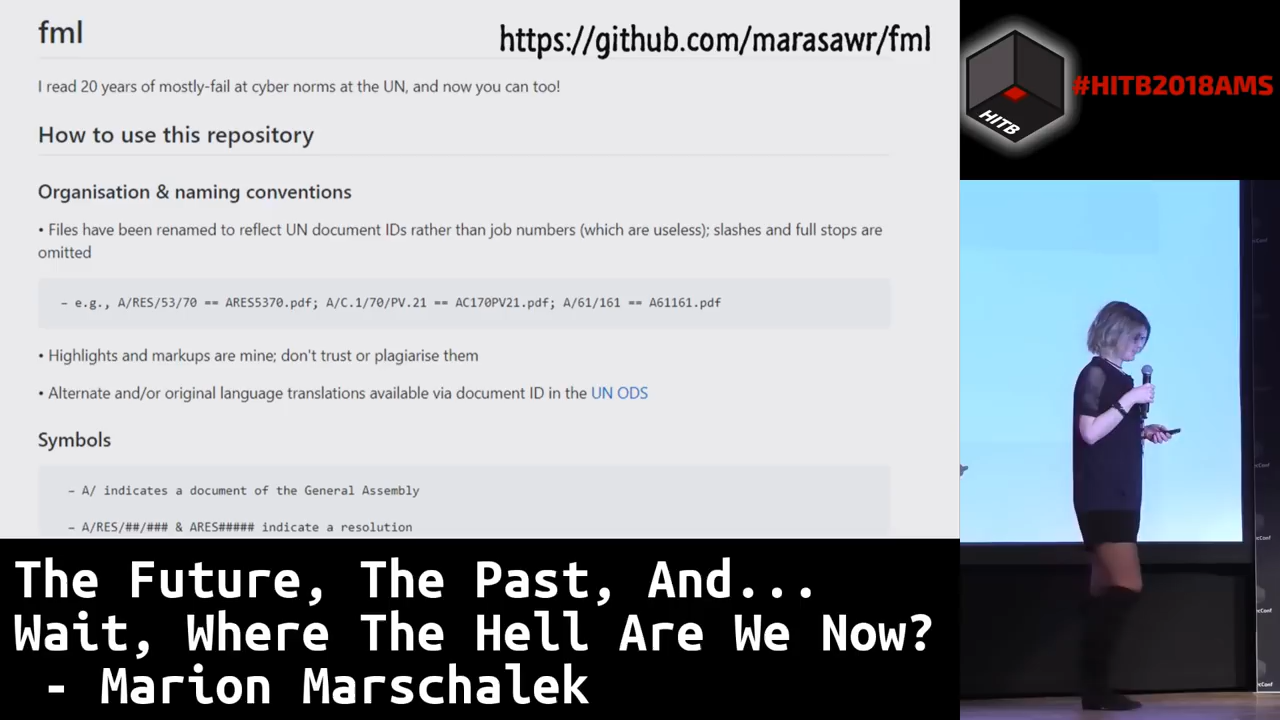 fml
https://github.com/marasawr/fml
I read 20 years of mostly-fail at cyber norms at the UN, and now you can too!
How to use this repository
Organisation & naming conventions
• Files have been renamed to reflect UN document IDs rather than job numbers (which are useless); slashes and full stops are
omitted
– e.g., A/RES/53/70 == ARES5370.pdf; A/C.1/70/PV.21 == AC170PV21.pdf; A/61/161 == A61161.pdf
• Highlights and markups are mine; don't trust or plagiarise them
• Alternate and/or original language translations available via document ID in the UN ODS
Symbols
– A/ indicates a document of the General Assembly
– A/RES/##/### & ARES##### indicate a resolution
HITB
#HITB2018AMS
The Future, The Past, And...
Wait, Where The Hell Are We Now?
- Marion Marschalek